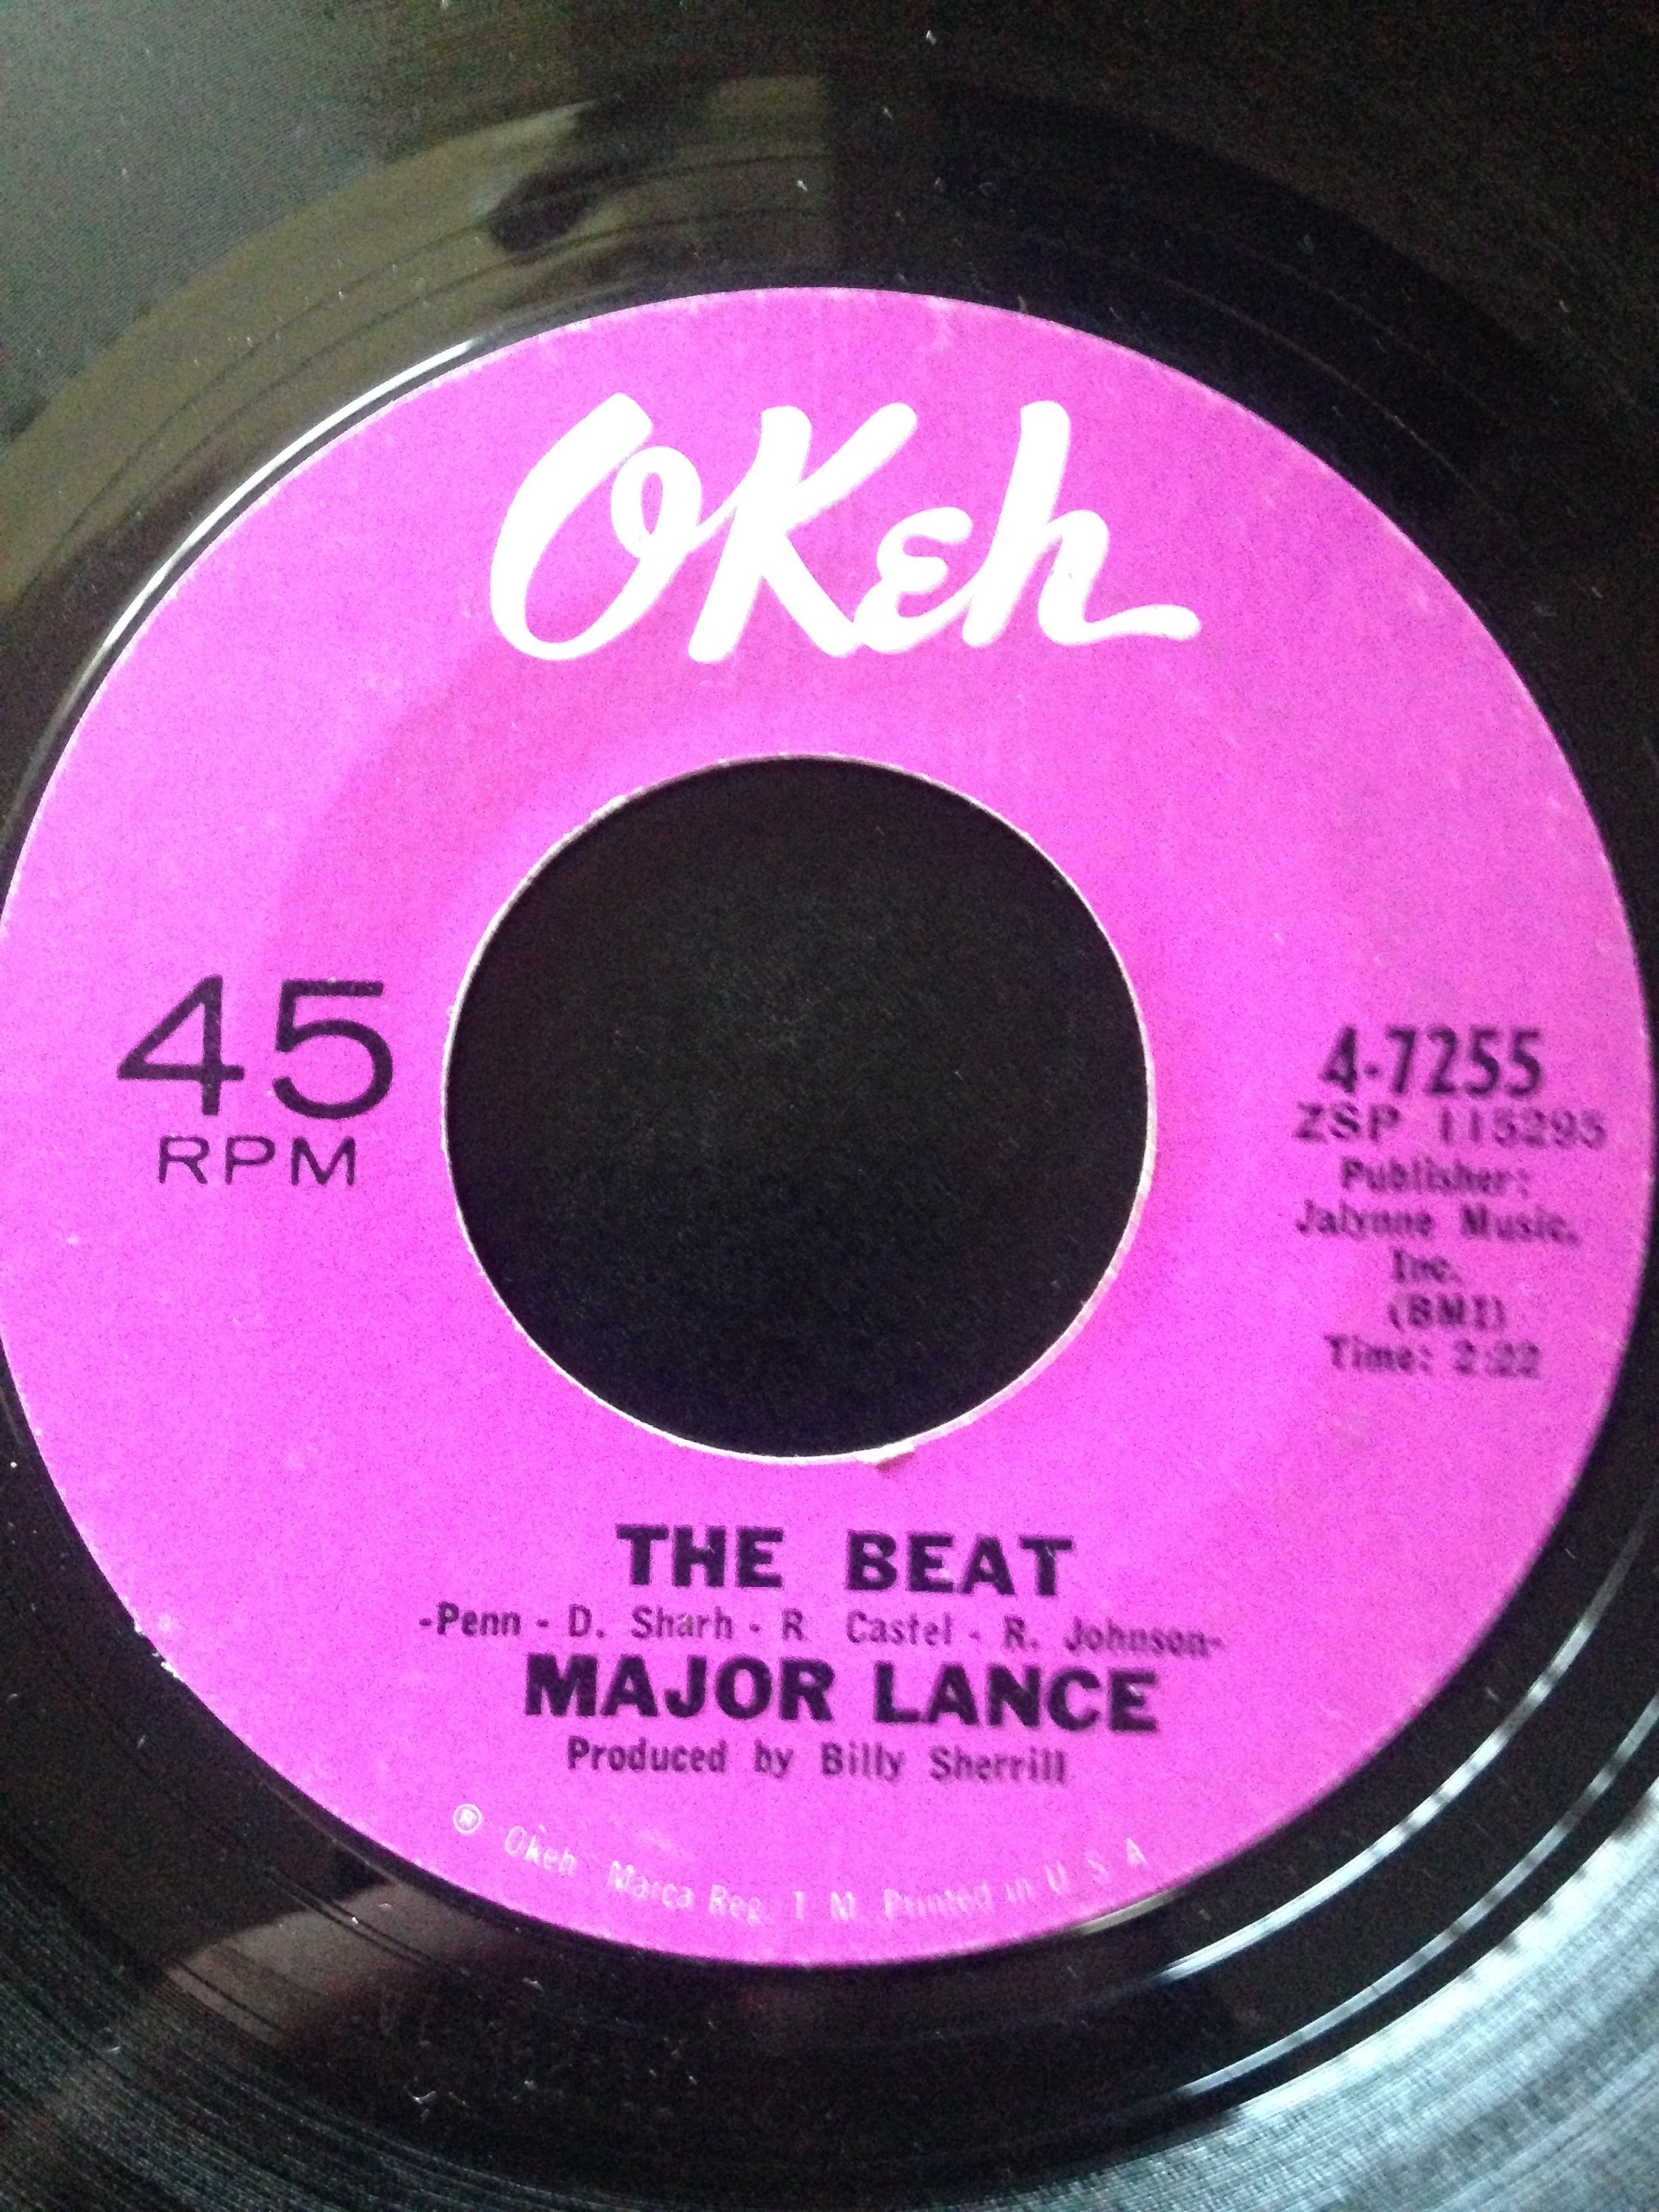 OKeh
45
RPM
4-7255
ZSP 115295
Publisher:
Jalynne Music,
Inc.
(BMI)
Time: 2:22
THE BEAT
-Penn - D. Sharh - R. Castel - R. Johnson-
MAJOR LANCE
Produced by Billy Sherrill
® Okeh Marca Reg. T M Printed in U S A